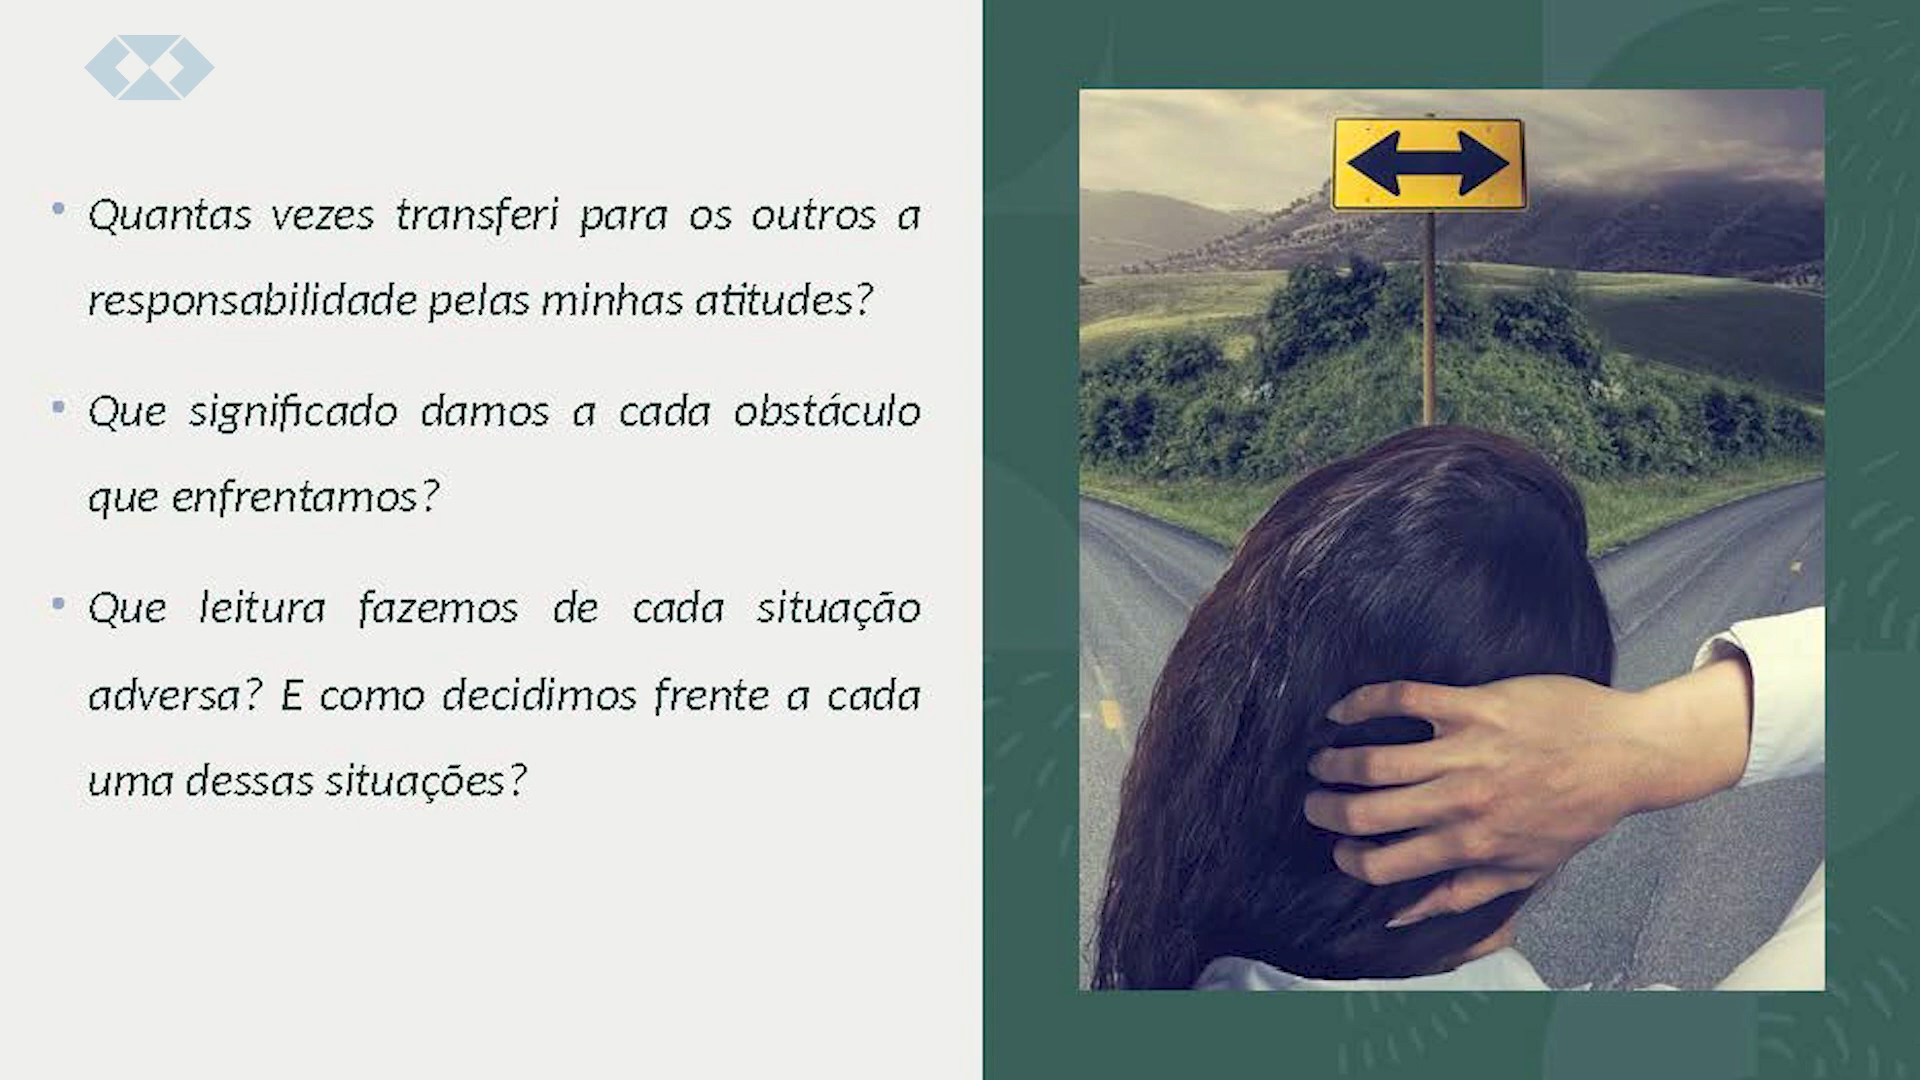 Quantas vezes transferi para os outros a
responsabilidade pelas minhas atitudes?
Que significado damos a cada obstáculo
que enfrentamos?
Que leitura fazemos de cada situação
adversa? E como decidimos frente a cada
uma dessas situações?